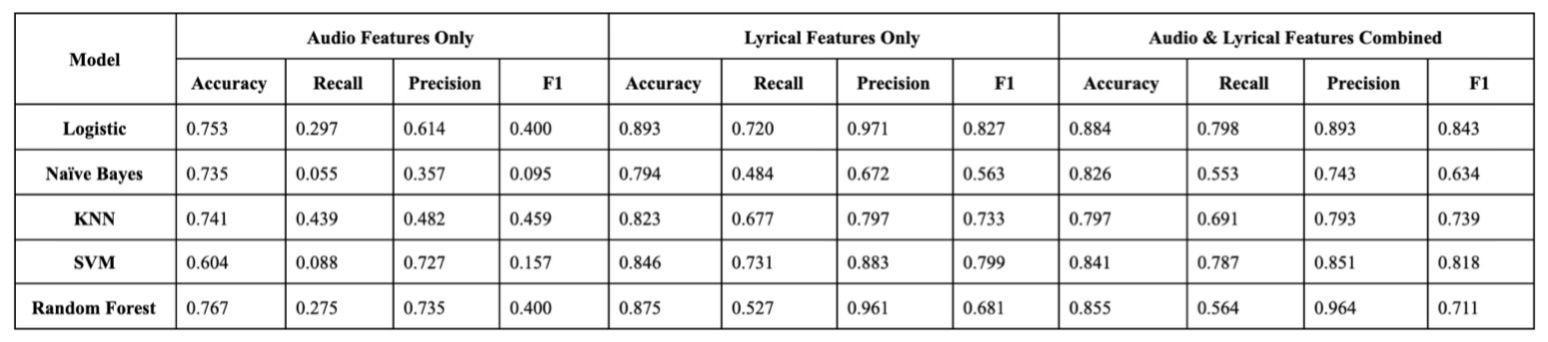 Model Audio Features Only Lyrical Features Only Audio & Lyrical Features Combined
Accuracy Recall Precision F1 Accuracy Recall Precision F1 Accuracy Recall Precision F1
Logistic 0.753 0.297 0.614 0.400 0.893 0.720 0.971 0.827 0.884 0.798 0.893 0.843
Naïve Bayes 0.735 0.055 0.357 0.095 0.794 0.484 0.672 0.563 0.826 0.553 0.743 0.634
KNN 0.741 0.439 0.482 0.459 0.823 0.677 0.797 0.733 0.797 0.691 0.793 0.739
SVM 0.604 0.088 0.727 0.157 0.846 0.731 0.883 0.799 0.841 0.787 0.851 0.818
Random Forest 0.767 0.275 0.735 0.400 0.875 0.527 0.961 0.681 0.855 0.564 0.964 0.711